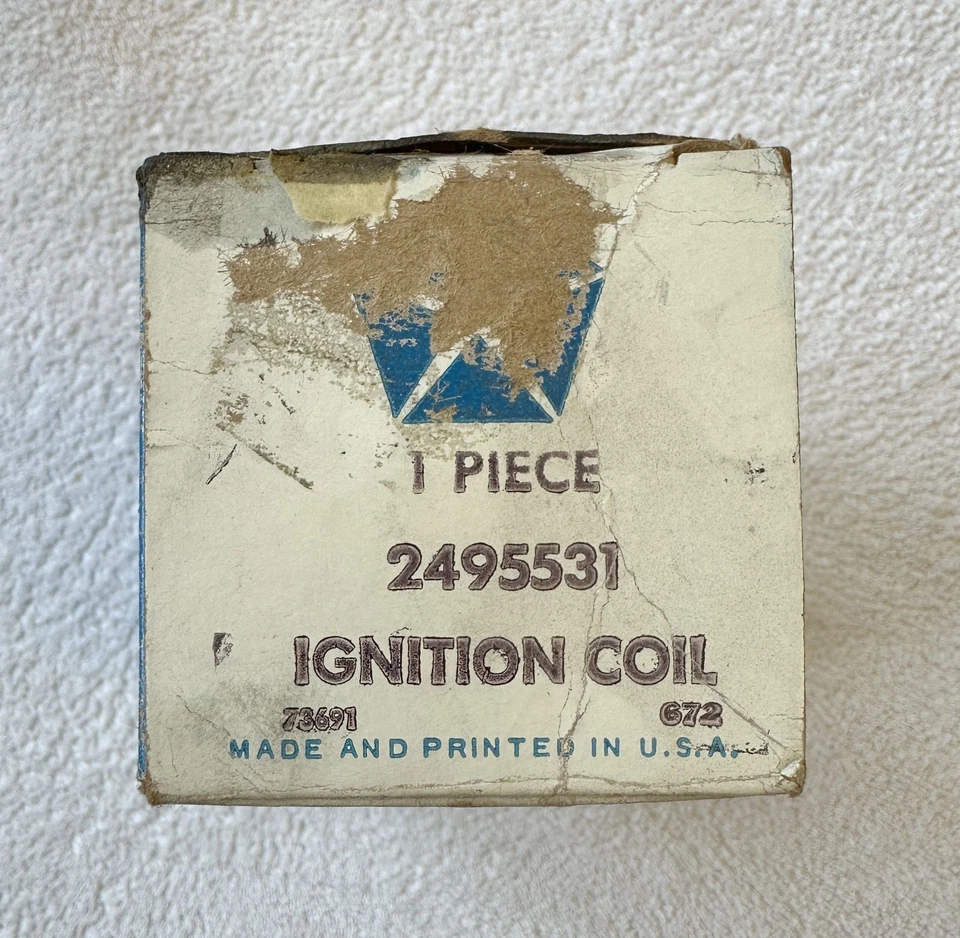 1 PIECE
2495531
IGNITION COIL
73691 672
MADE AND PRINTED IN U.S.A.